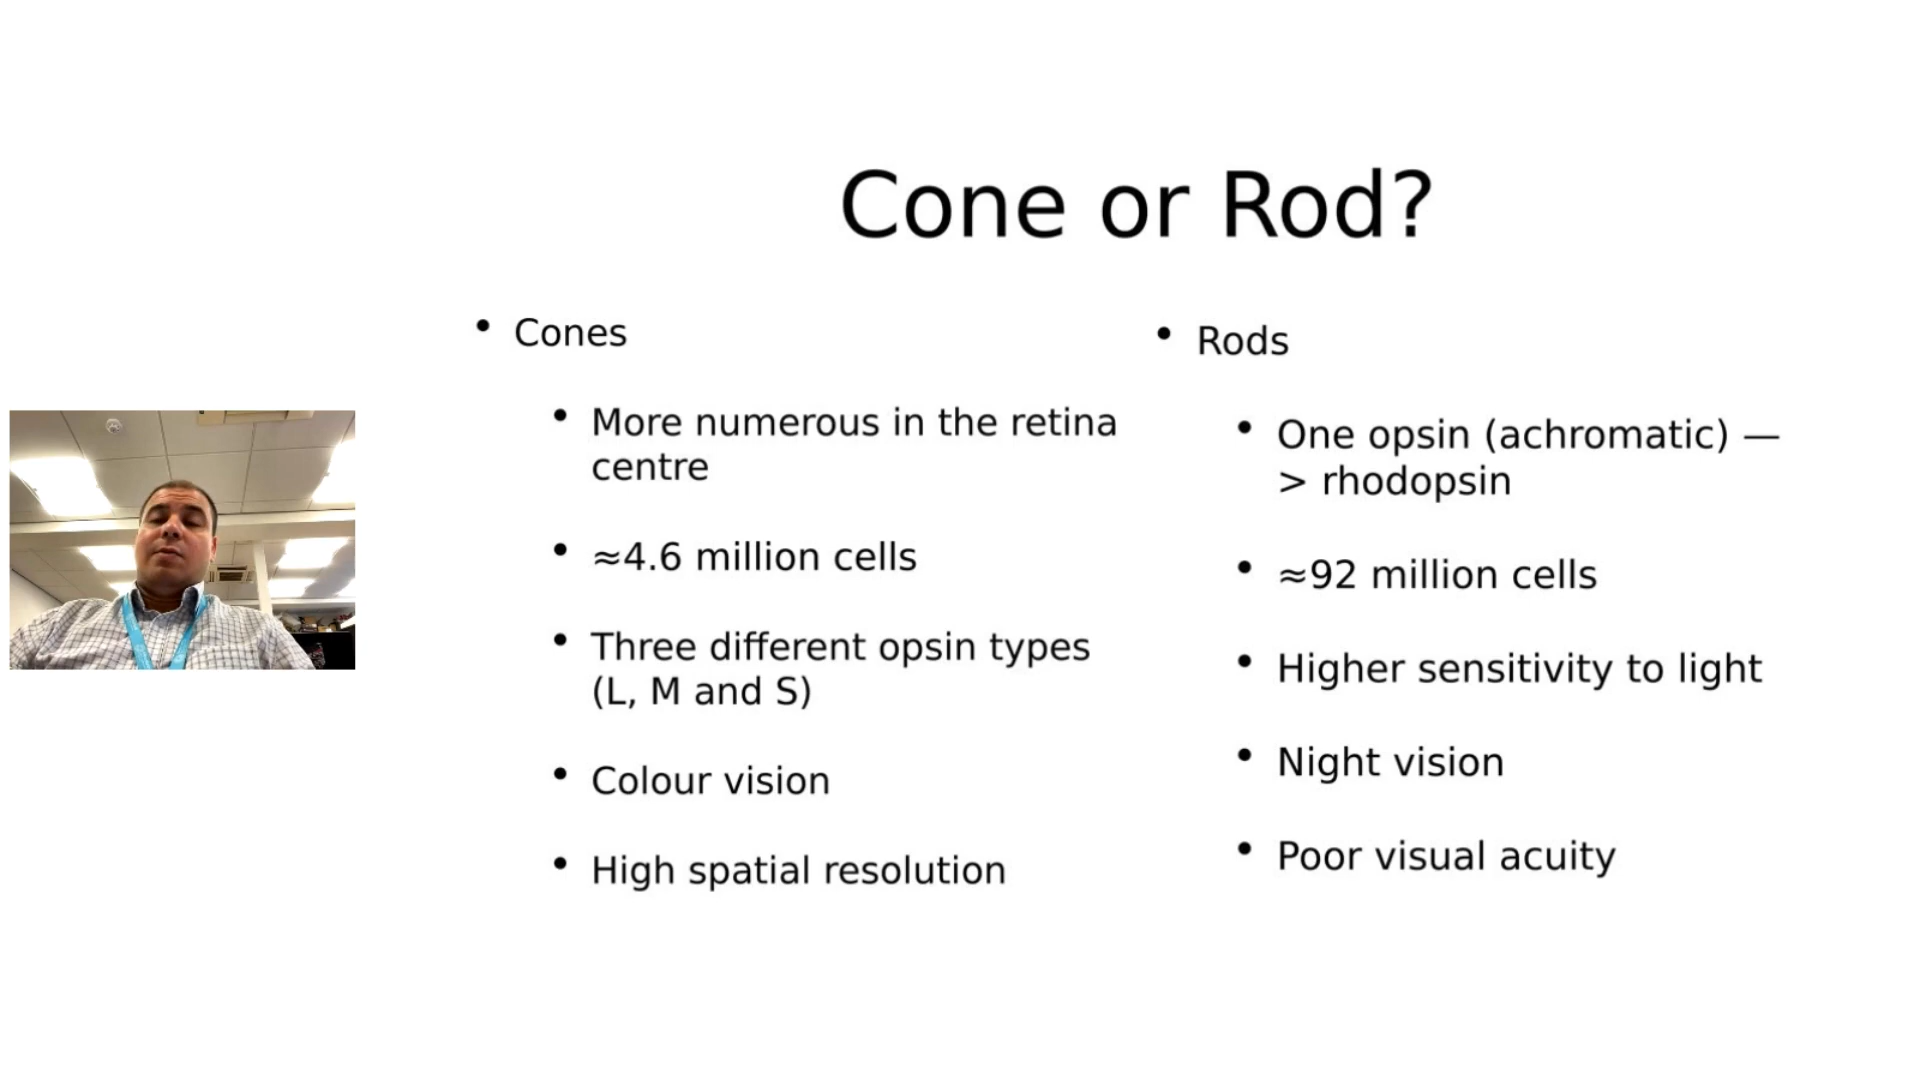 Cone or Rod?
• Cones
• More numerous in the retina
centre
• ≈4.6 million cells
• Three different opsin types
(L, M and S)
• Colour vision
• High spatial resolution
• Rods
• One opsin (achromatic) —
> rhodopsin
• ≈92 million cells
• Higher sensitivity to light
• Night vision
• Poor visual acuity